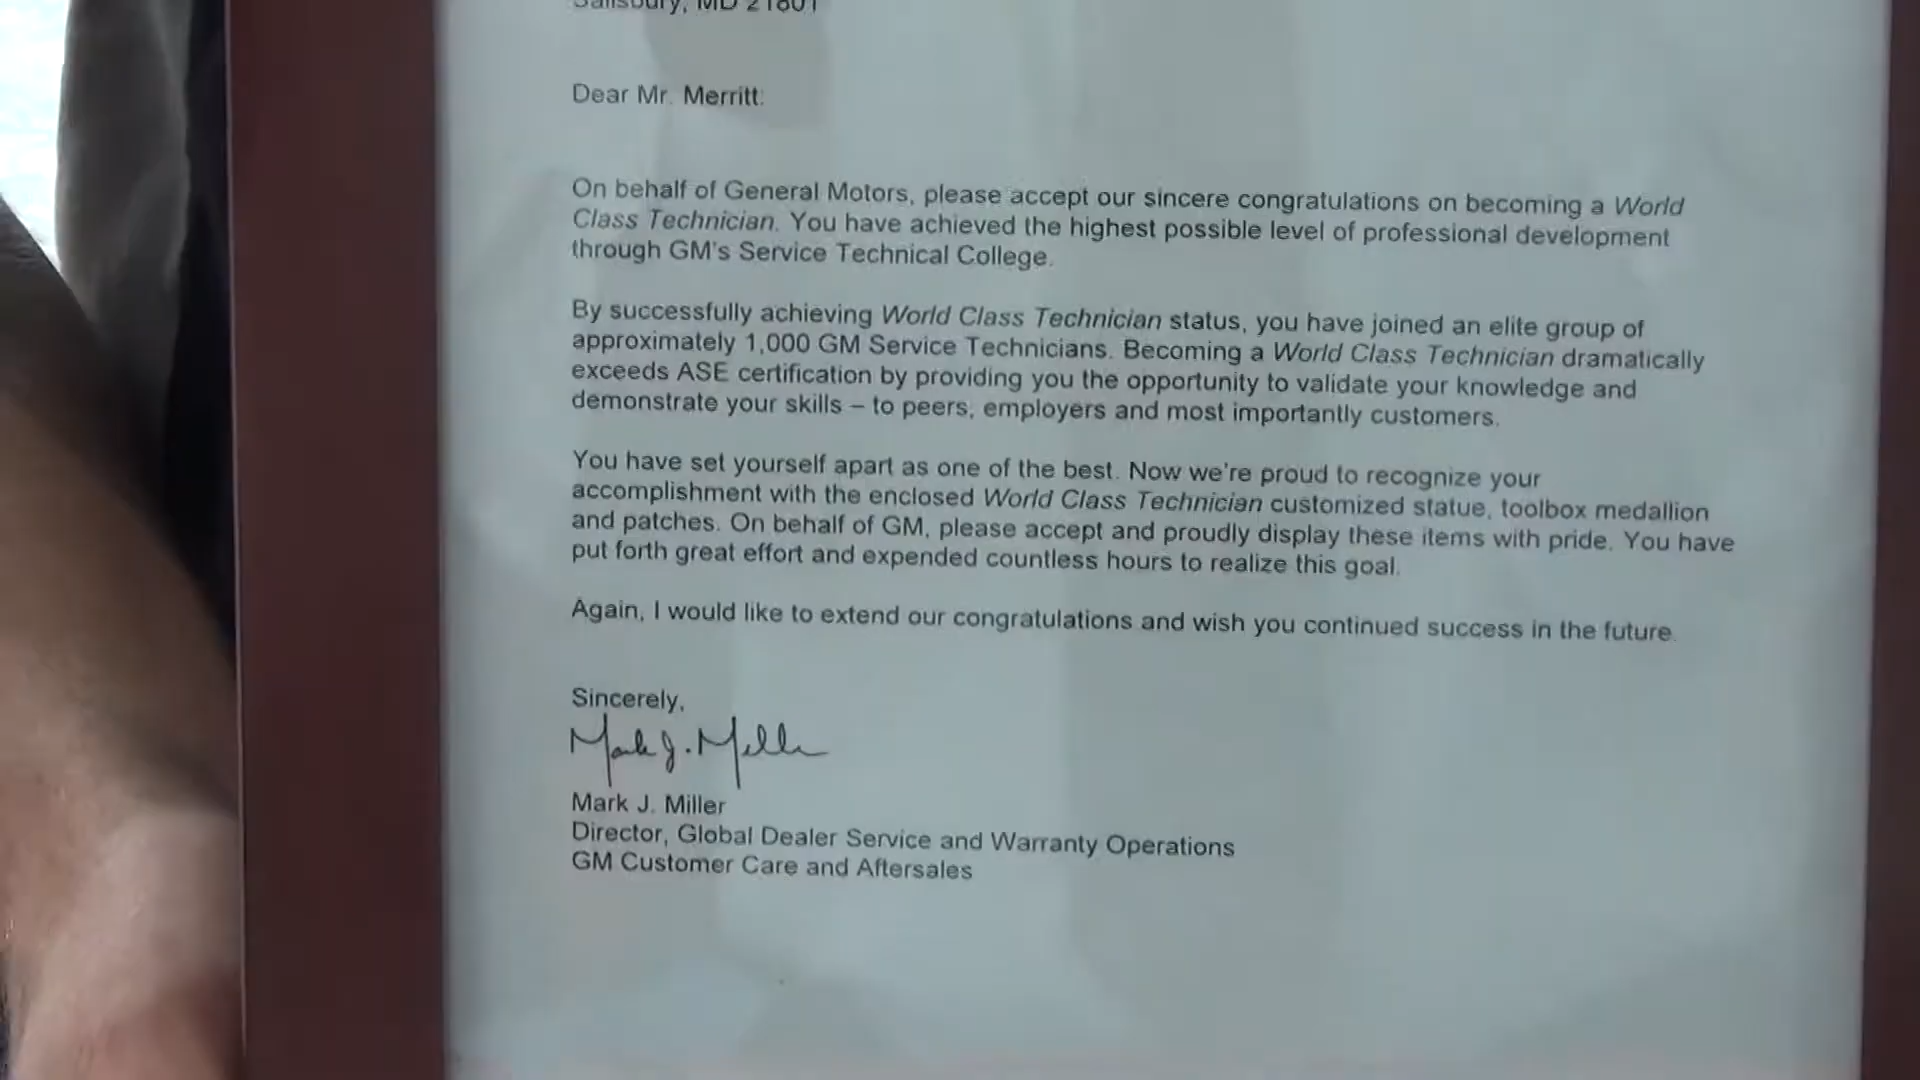 Salisbury, MD 21801
Dear Mr. Merritt:
On behalf of General Motors, please accept our sincere congratulations on becoming a World
Class Technician. You have achieved the highest possible level of professional development
through GM's Service Technical College.
By successfully achieving World Class Technician status, you have joined an elite group of
approximately 1,000 GM Service Technicians. Becoming a World Class Technician dramatically
exceeds ASE certification by providing you the opportunity to validate your knowledge and
demonstrate your skills – to peers, employers and most importantly customers.
You have set yourself apart as one of the best. Now we're proud to recognize your
accomplishment with the enclosed World Class Technician customized statue, toolbox medallion
and patches. On behalf of GM, please accept and proudly display these items with pride. You have
put forth great effort and expended countless hours to realize this goal.
Again, I would like to extend our congratulations and wish you continued success in the future.
Sincerely,
Mark J. Miller
Mark J. Miller
Director, Global Dealer Service and Warranty Operations
GM Customer Care and Aftersales